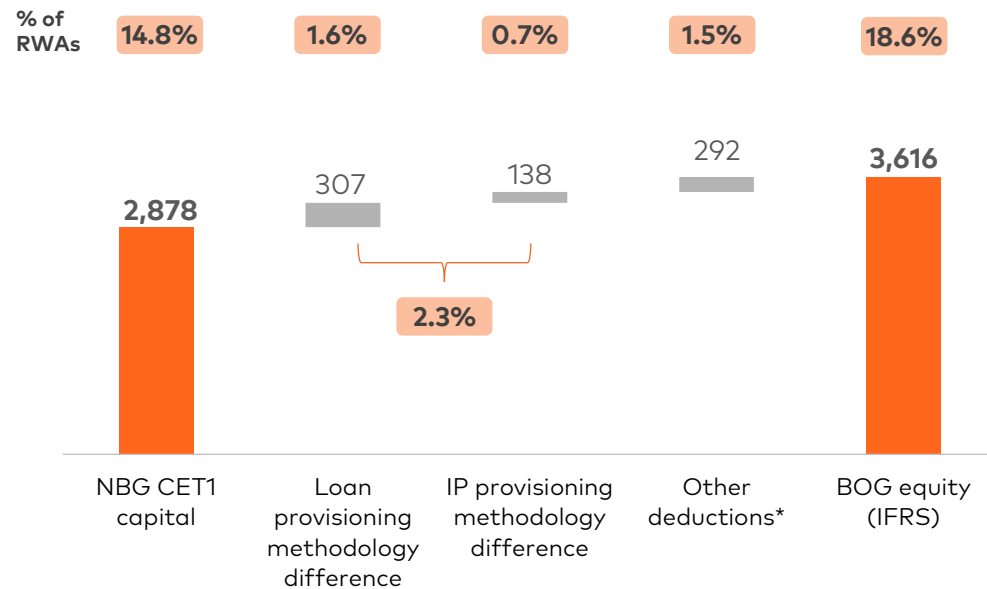 % of
RWAs
14.8%
1.6%
0.7%
1.5%
18.6%
2,878
307
138
292
3,616
2.3%
NBG CET1
capital
Loan
provisioning
methodology
difference
IP provisioning
methodology
difference
Other
deductions*
BOG equity
(IFRS)